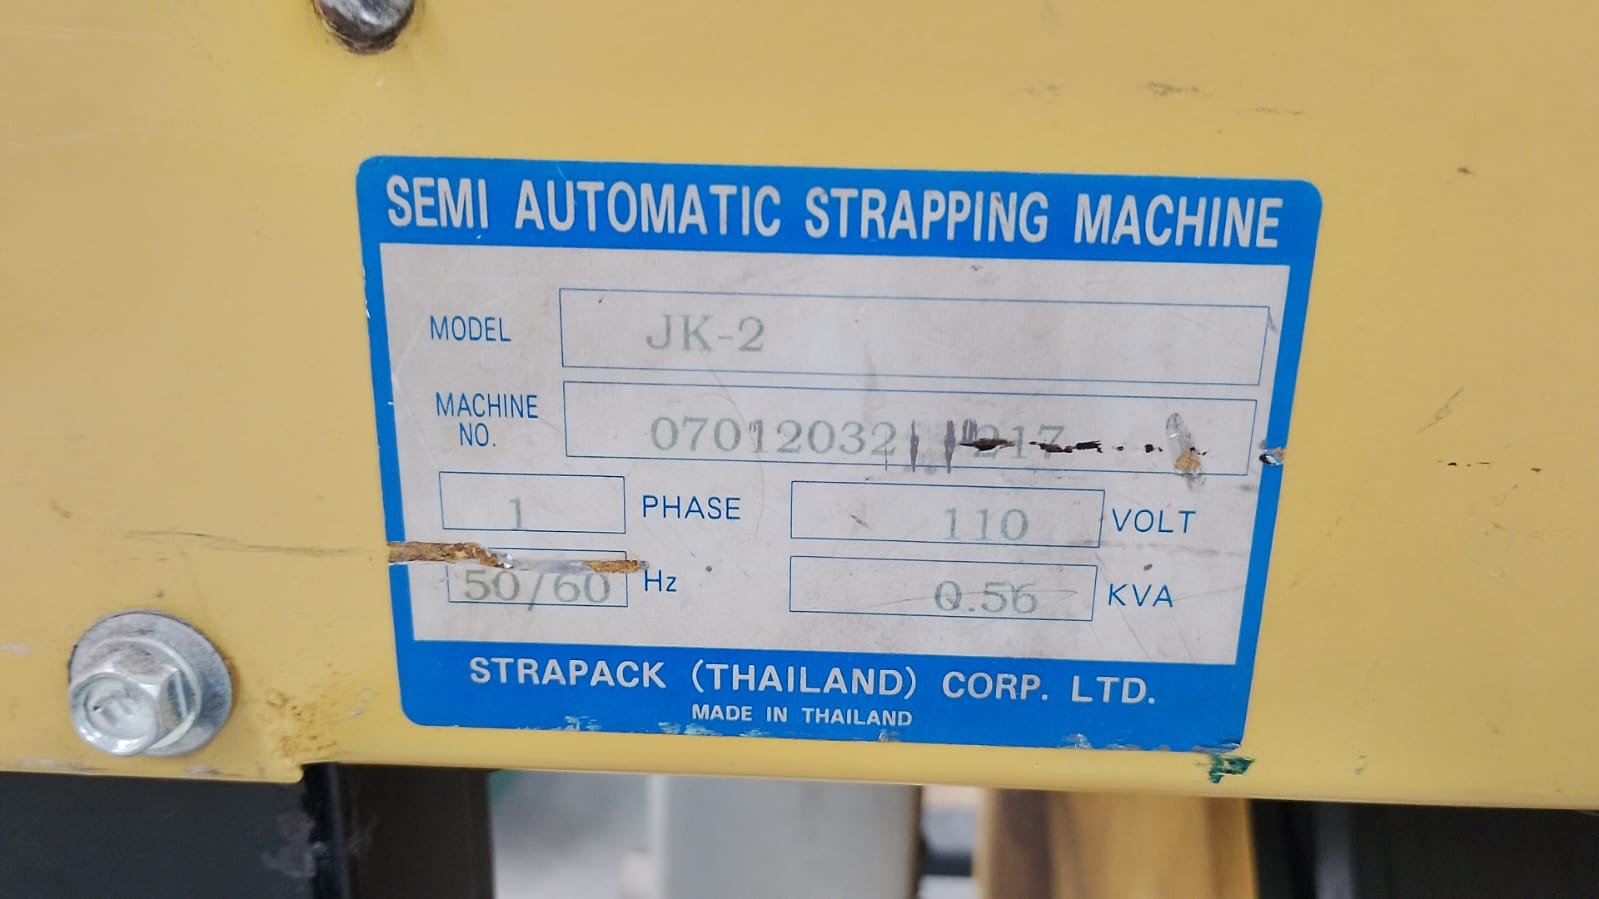 SEMI AUTOMATIC STRAPPING MACHINE
MODEL JK-2
MACHINE NO. 07012032 217
1 PHASE 110 VOLT
50/60 Hz 0.56 KVA
STRAPACK (THAILAND) CORP. LTD.
MADE IN THAILAND